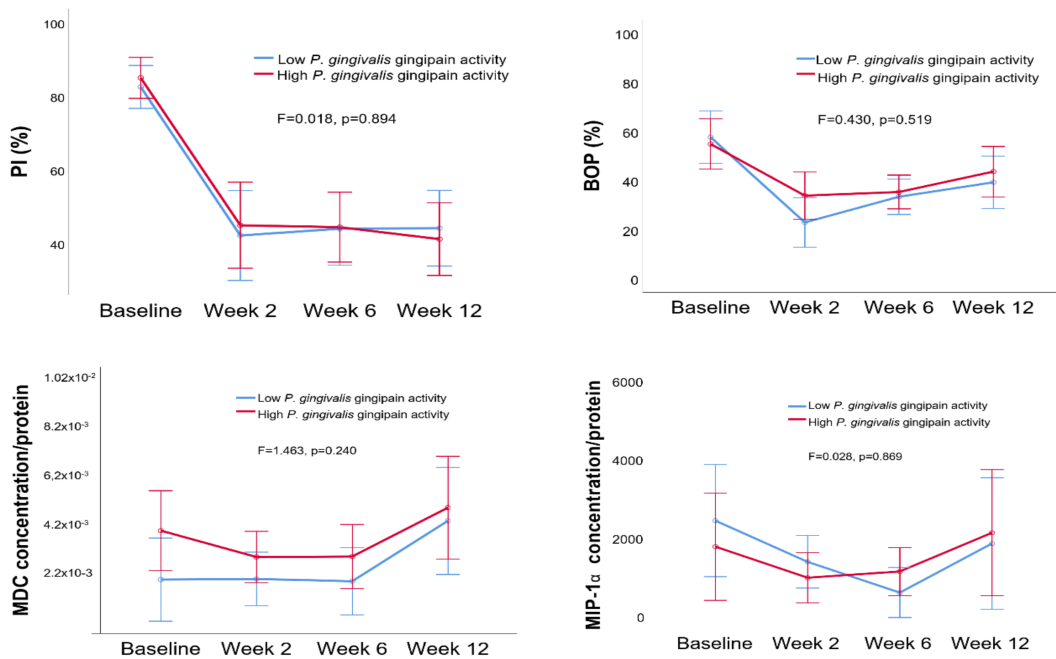 100
80
60
40
PI (%)
Low P. gingivalis gingipain activity
High P. gingivalis gingipain activity
F=0.018, p=0.894
Baseline Week 2 Week 6 Week 12
100
80
60
40
20
0
BOP (%)
Low P. gingivalis gingipain activity
High P. gingivalis gingipain activity
F=0.430, p=0.519
Baseline Week 2 Week 6 Week 12
1.02x10⁻²
8.2x10⁻³
6.2x10⁻³
4.2x10⁻³
2.2x10⁻³
MDC concentration/protein
Low P. gingivalis gingipain activity
High P. gingivalis gingipain activity
F=1.463, p=0.240
Baseline Week 2 Week 6 Week 12
6000
4000
2000
0
MIP-1α concentration/protein
Low P. gingivalis gingipain activity
High P. gingivalis gingipain activity
F=0.028, p=0.869
Baseline Week 2 Week 6 Week 12